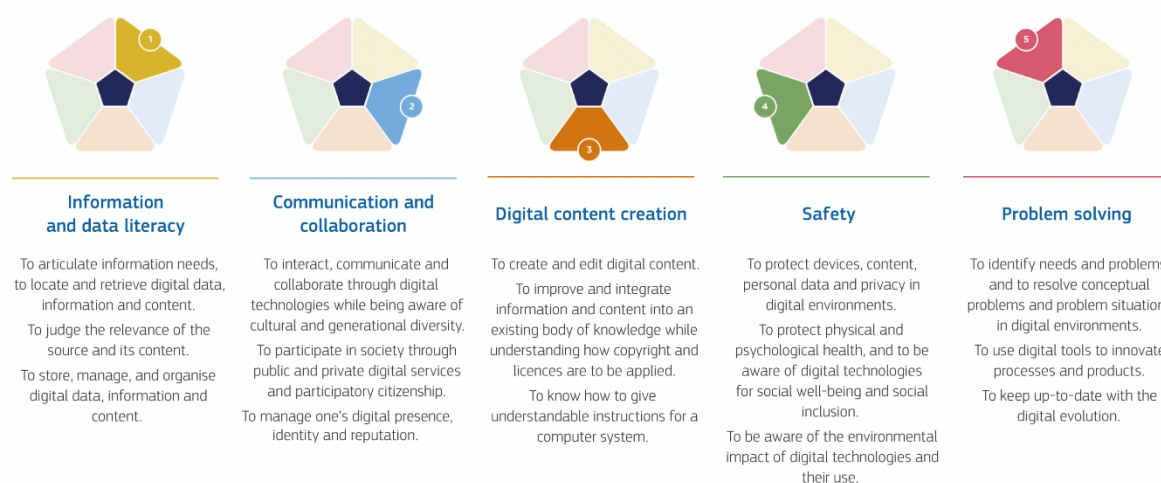 1
Information
and data literacy
To articulate information needs,
to locate and retrieve digital data,
information and content.
To judge the relevance of the
source and its content.
To store, manage, and organise
digital data, information and
content.
2
Communication and
collaboration
To interact, communicate and
collaborate through digital
technologies while being aware of
cultural and generational diversity.
To participate in society through
public and private digital services
and participatory citizenship.
To manage one's digital presence,
identity and reputation.
3
Digital content creation
To create and edit digital content.
To improve and integrate
information and content into an
existing body of knowledge while
understanding how copyright and
licences are to be applied.
To know how to give
understandable instructions for a
computer system.
4
Safety
To protect devices, content,
personal data and privacy in
digital environments.
To protect physical and
psychological health, and to be
aware of digital technologies
for social well-being and social
inclusion.
To be aware of the environmental
impact of digital technologies and
their use.
5
Problem solving
To identify needs and problems
and to resolve conceptual
problems and problem situation
in digital environments.
To use digital tools to innovate
processes and products.
To keep up-to-date with the
digital evolution.